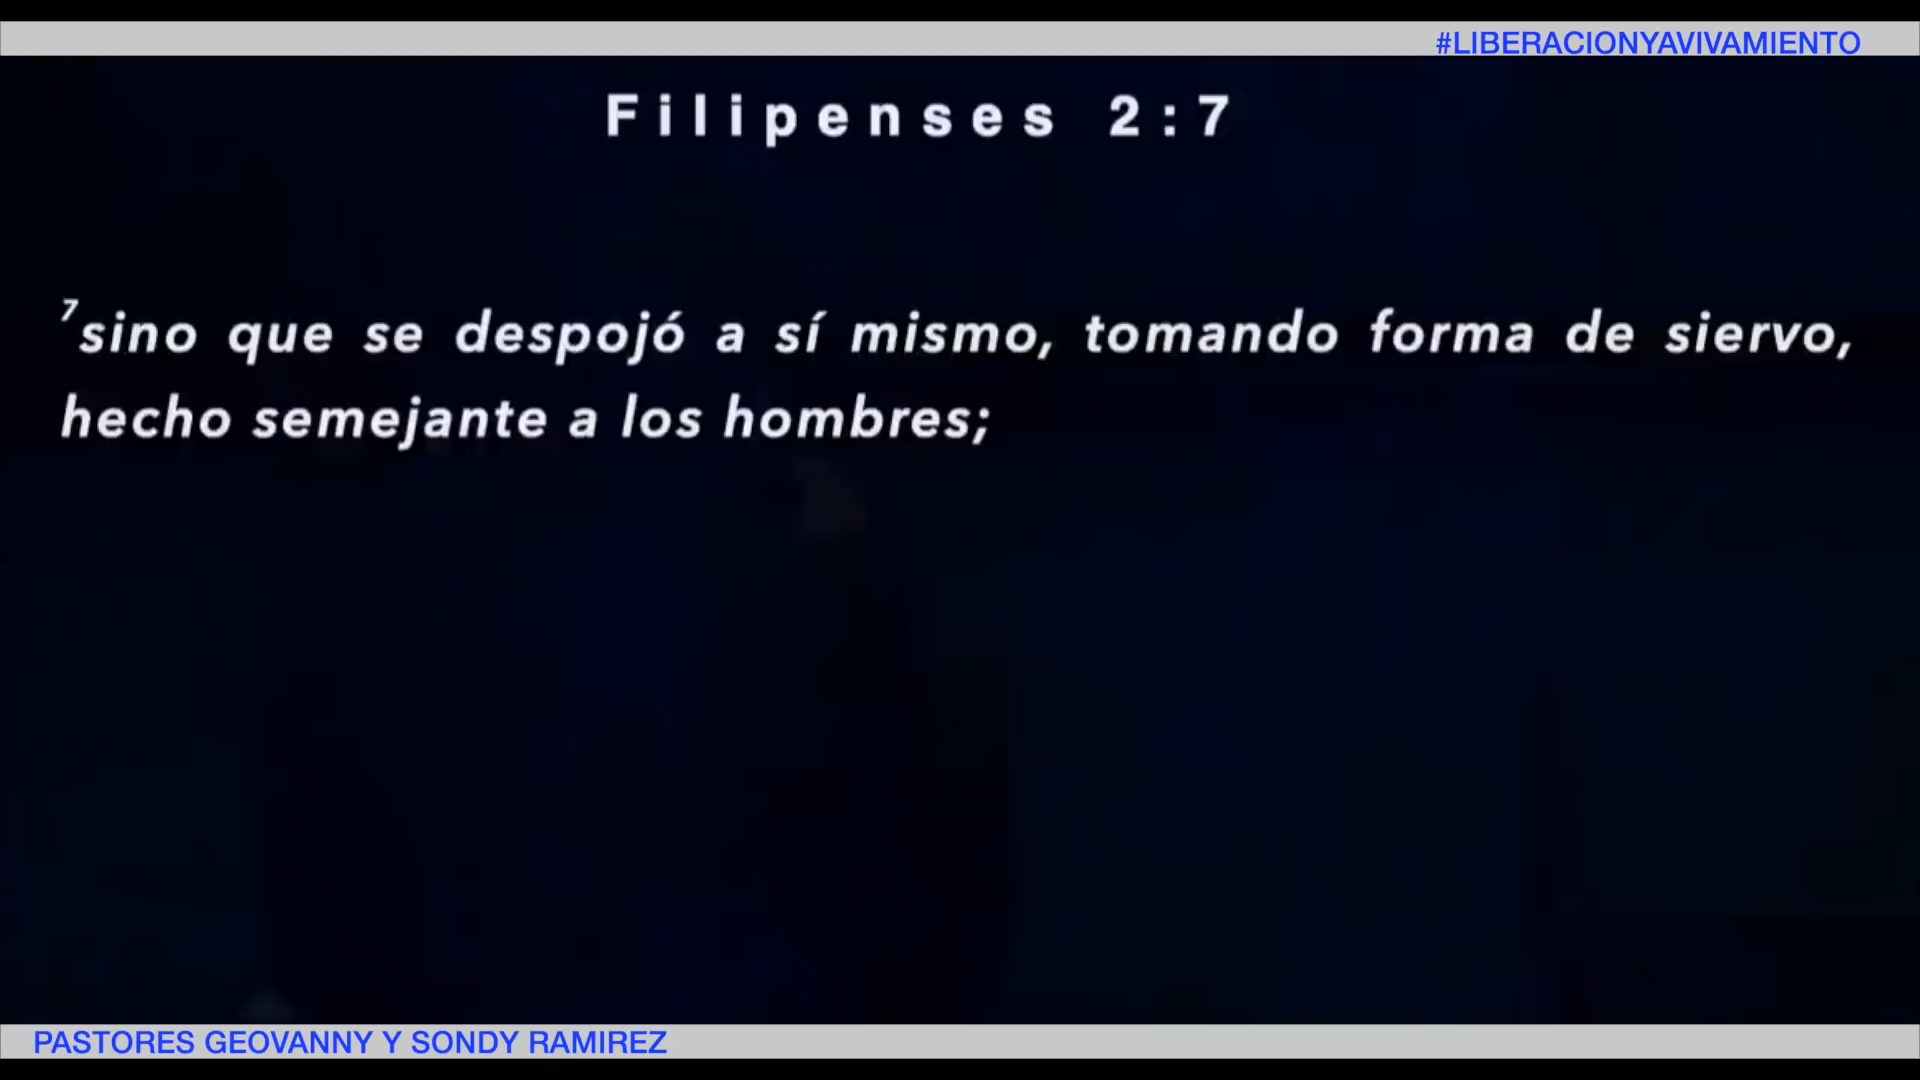 #LIBERACIONYAVIVAMIENTO
Filipenses 2:7
⁷sino que se despojó a sí mismo, tomando forma de siervo,
hecho semejante a los hombres;
PASTORES GEOVANNY Y SONDY RAMIREZ